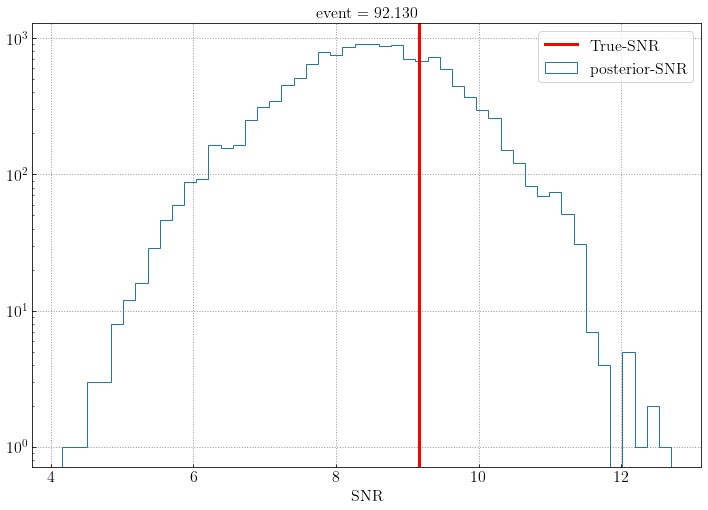 event = 92.130
True-SNR
posterior-SNR
10³
10²
10¹
10⁰
4 6 8 10 12
SNR